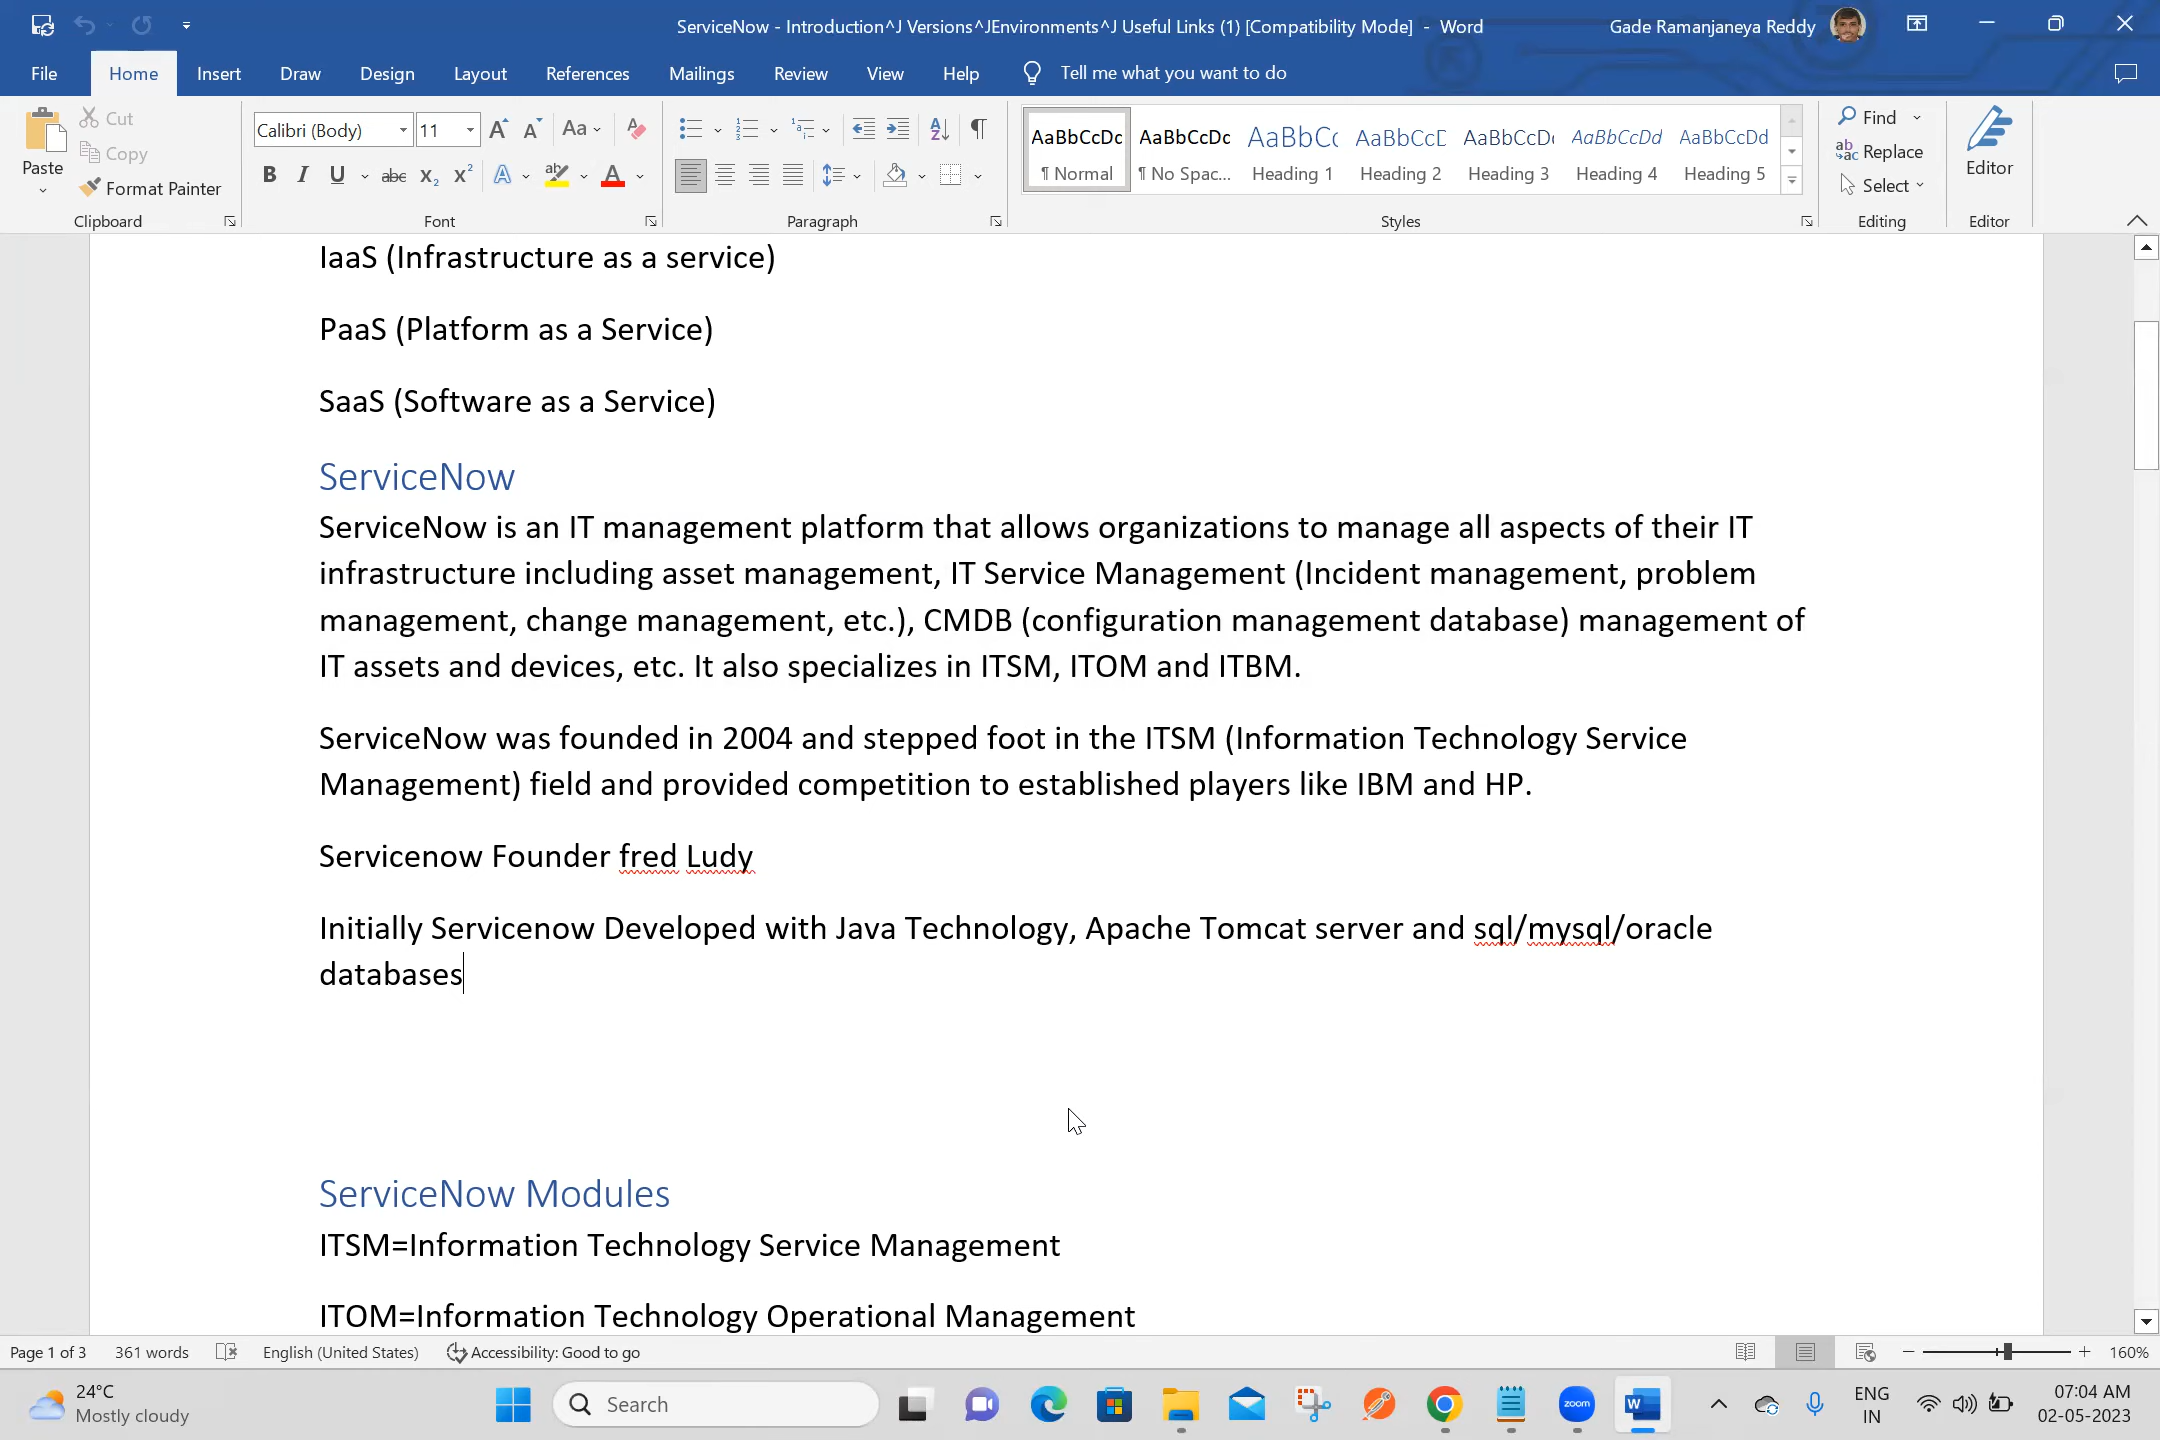 ServiceNow - Introduction^J Versions^JEnvironments^J Useful Links (1) [Compatibility Mode] - Word
Gade Ramanjaneya Reddy
File Home Insert Draw Design Layout References Mailings Review View Help Tell me what you want to do
Paste
Cut
Copy
Format Painter
Clipboard
Calibri (Body) 11
Font
Paragraph
AaBbCcDc AaBbCcDc AaBbCc AaBbCcD AaBbCcD AaBbCcDd AaBbCcDd
¶ Normal ¶ No Spac... Heading 1 Heading 2 Heading 3 Heading 4 Heading 5
Styles
Find
Replace
Select
Editing
Editor
Editor
IaaS (Infrastructure as a service)
PaaS (Platform as a Service)
SaaS (Software as a Service)
ServiceNow
ServiceNow is an IT management platform that allows organizations to manage all aspects of their IT
infrastructure including asset management, IT Service Management (Incident management, problem
management, change management, etc.), CMDB (configuration management database) management of
IT assets and devices, etc. It also specializes in ITSM, ITOM and ITBM.
ServiceNow was founded in 2004 and stepped foot in the ITSM (Information Technology Service
Management) field and provided competition to established players like IBM and HP.
Servicenow Founder fred Ludy
Initially Servicenow Developed with Java Technology, Apache Tomcat server and sql/mysql/oracle
databases
ServiceNow Modules
ITSM=Information Technology Service Management
ITOM=Information Technology Operational Management
Page 1 of 3 361 words English (United States) Accessibility: Good to go 160%
24°C
Mostly cloudy
Search
zoom
ENG
IN
07:04 AM
02-05-2023